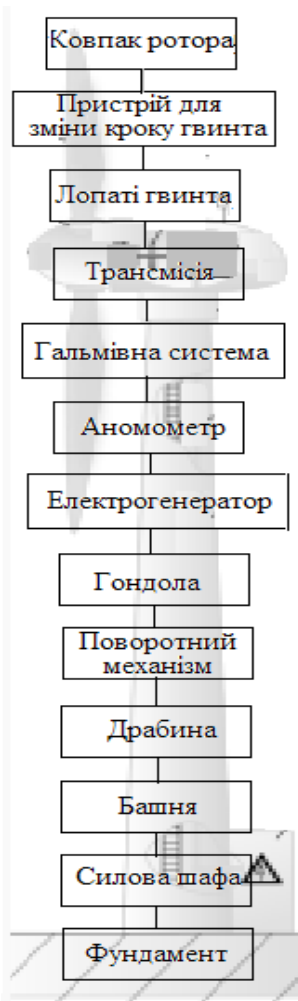 Ковпак ротора
Пристрій для
зміни кроку гвинта
Лопаті гвинта
Трансмісія
Гальмівна система
Аномометр
Електрогенератор
Гондола
Поворотний
механізм
Драбина
Башня
Силова шафа
Фундамент